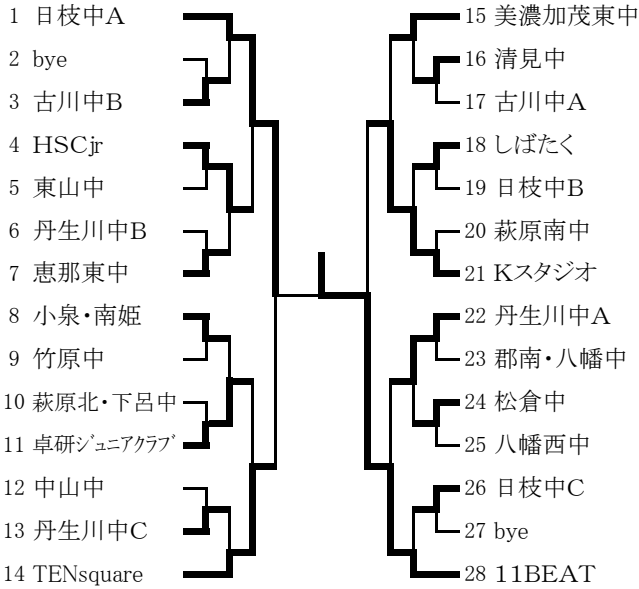 1 日枝中A
2 bye
3 古川中B
4 HSCjr
5 東山中
6 丹生川中B
7 恵那東中
8 小泉・南姫
9 竹原中
10 萩原北・下呂中
11 卓研ｼﾞｭﾆｱｸﾗﾌﾞ
12 中山中
13 丹生川中C
14 TENsquare
15 美濃加茂東中
16 清見中
17 古川中A
18 しばたく
19 日枝中B
20 萩原南中
21 Kスタジオ
22 丹生川中A
23 郡南・八幡中
24 松倉中
25 八幡西中
26 日枝中C
27 bye
28 11BEAT